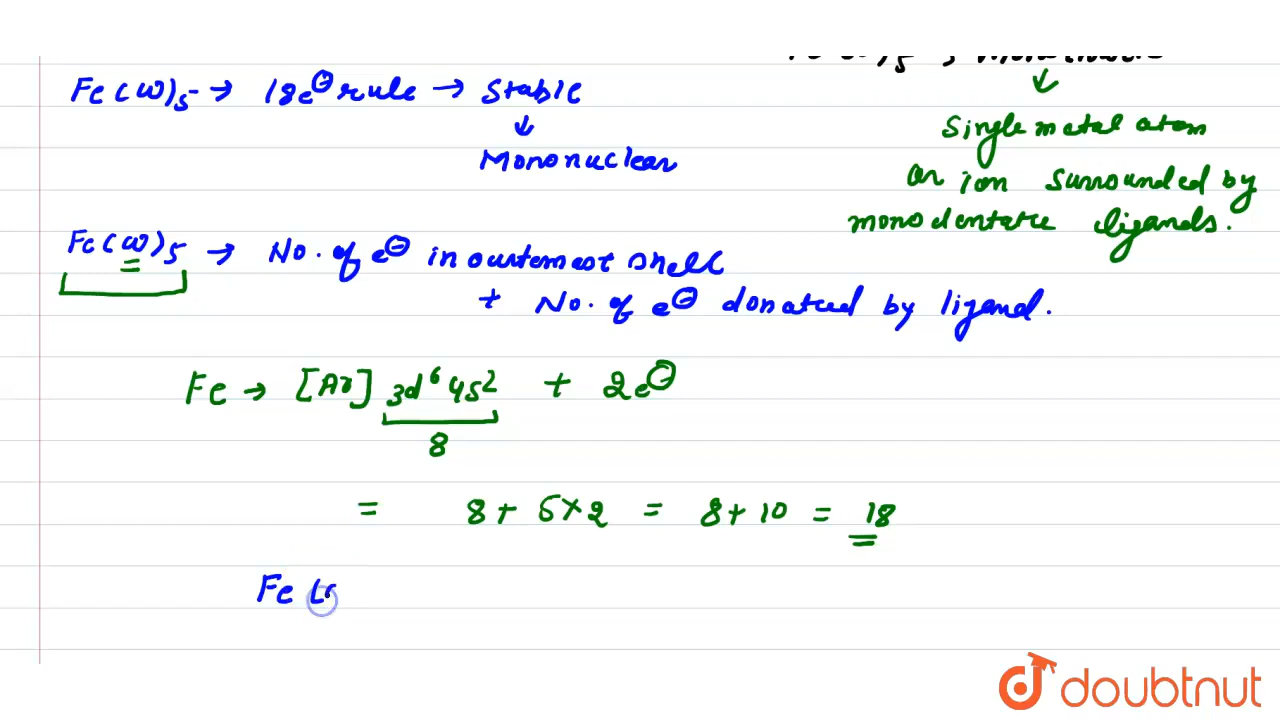 Fe(CO)5 → 18e⊖ rule → Stable
↓
Mononuclear
↓
Single metal atom
or ion surrounded by
monodentate ligands.
Fe(CO)5 → No. of e⊖ in outermost shell
+ No. of e⊖ donated by ligand.
Fe → [Ar] 3d⁶ 4s² + 2e⊖
8
= 8 + 5×2 = 8 + 10 = 18
Fe (
doubtnut